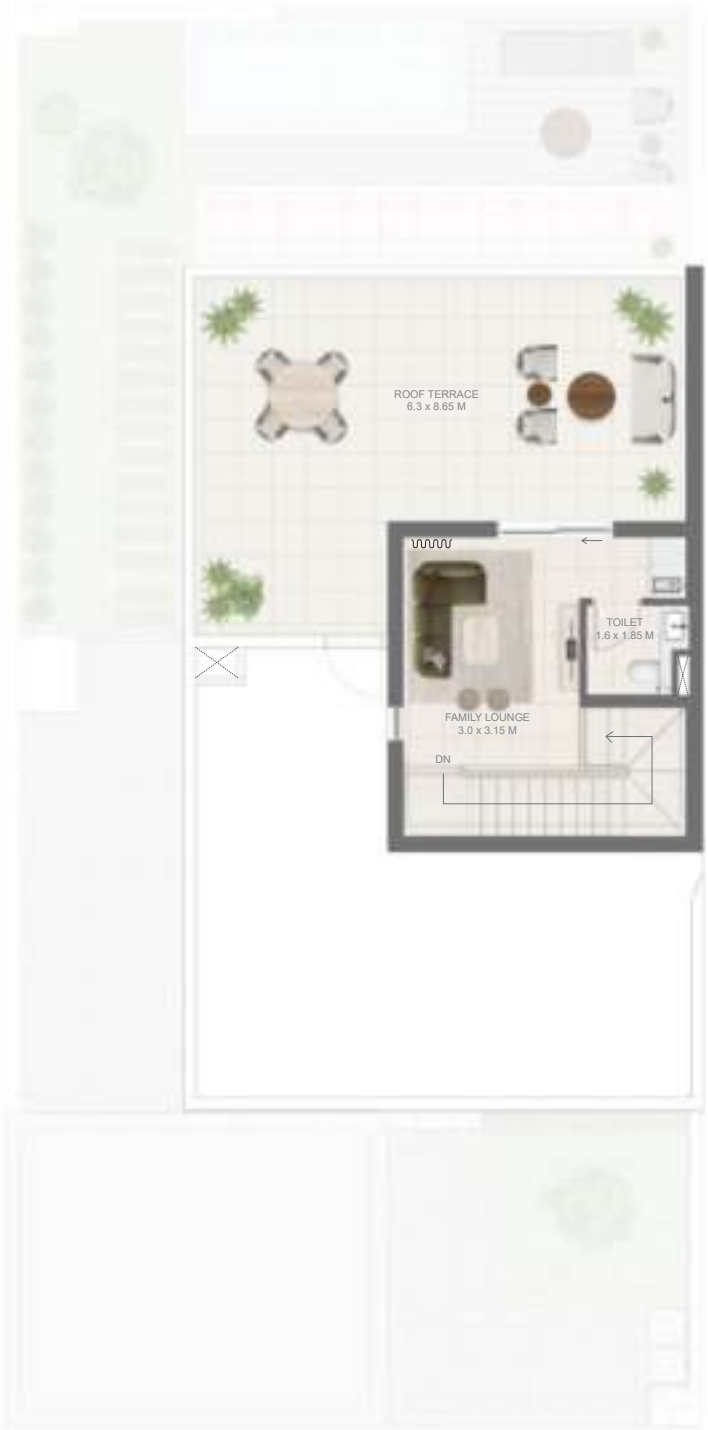 ROOF TERRACE
6.3 x 8.65 M
TOILET
1.6 x 1.85 M
FAMILY LOUNGE
3.0 x 3.15 M
DN